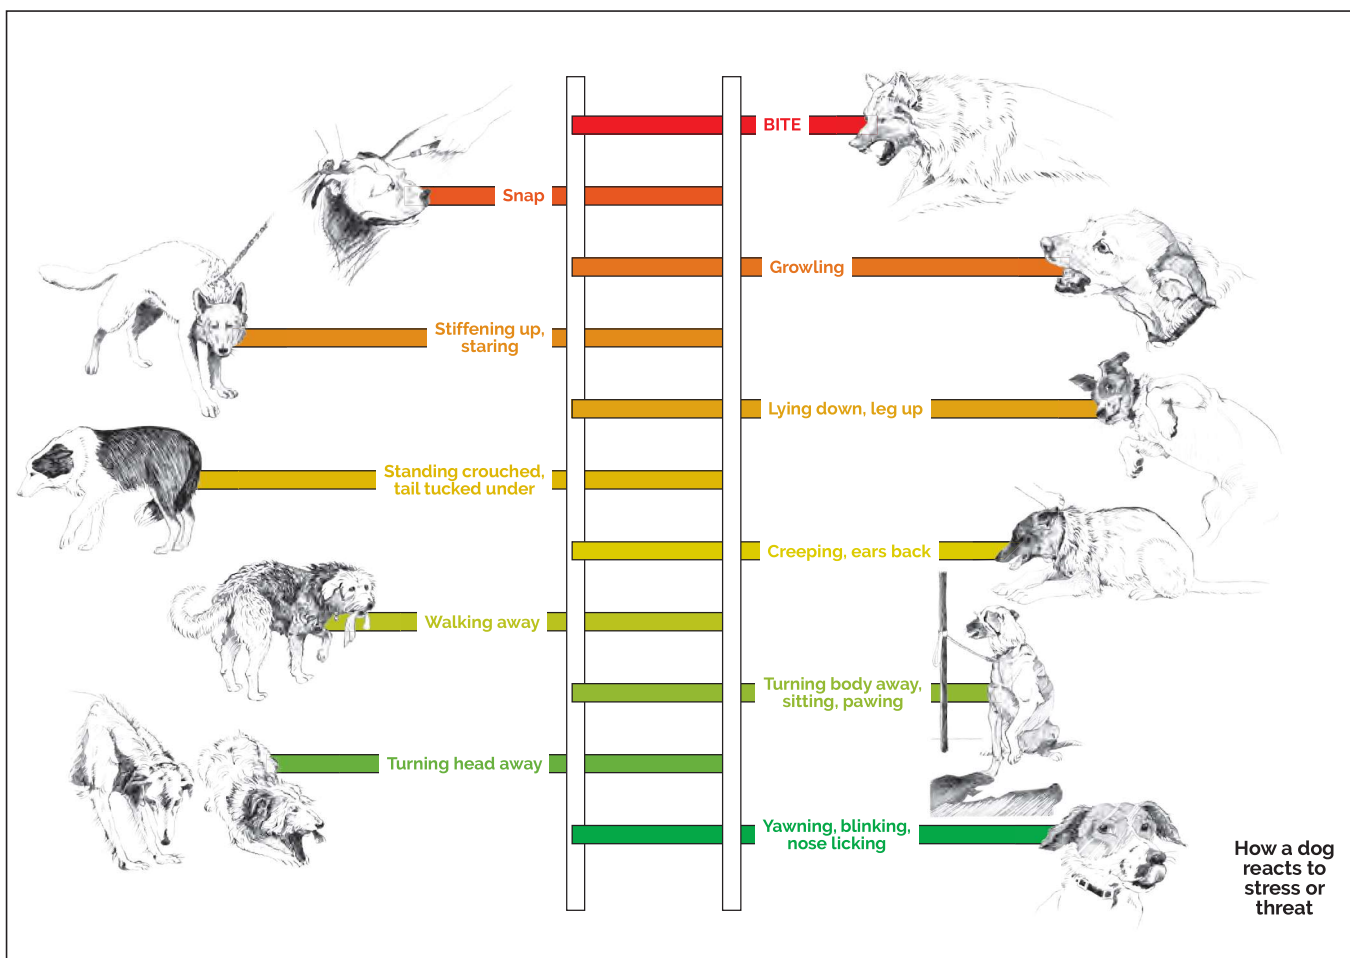 BITE
Snap
Growling
Stiffening up,
staring
Lying down, leg up
Standing crouched,
tail tucked under
Creeping, ears back
Walking away
Turning body away,
sitting, pawing
Turning head away
Yawning, blinking,
nose licking
How a dog
reacts to
stress or
threat